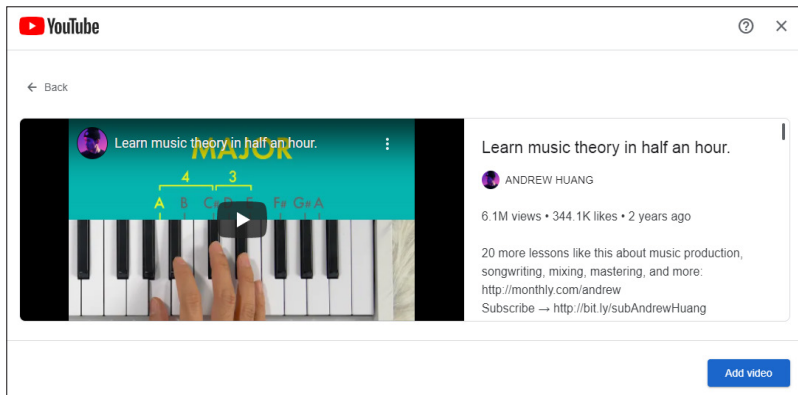 YouTube
Back
Learn music theory in half an hour.
MAJOR
4 3
A B C# D E F# G# A
Learn music theory in half an hour.
ANDREW HUANG
6.1M views • 344.1K likes • 2 years ago
20 more lessons like this about music production,
songwriting, mixing, mastering, and more:
http://monthly.com/andrew
Subscribe → http://bit.ly/subAndrewHuang
Add video